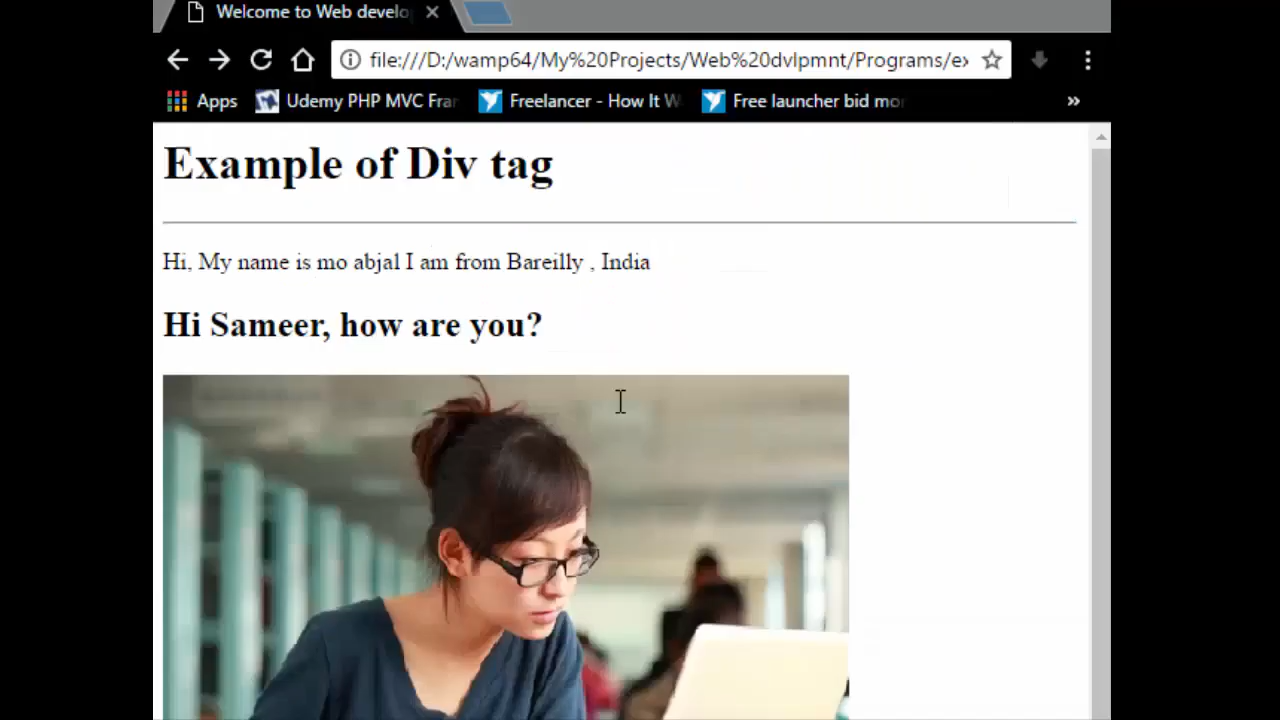 Welcome to Web develo
file:///D:/wamp64/My%20Projects/Web%20dvlpmnt/Programs/ex
Apps Udemy PHP MVC Fra Freelancer - How It W Free launcher bid mo »
Example of Div tag
Hi, My name is mo abjal I am from Bareilly , India
Hi Sameer, how are you?